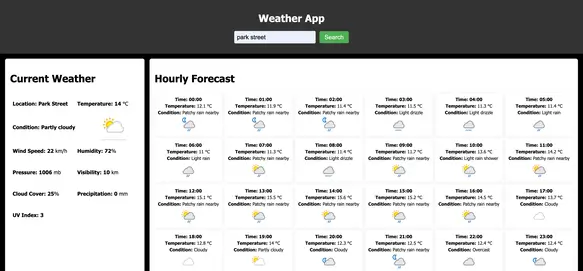 Weather App
park street
Search
Current Weather
Location: Park Street Temperature: 14 °C
Condition: Partly cloudy
Wind Speed: 22 km/h Humidity: 72%
Pressure: 1006 mb Visibility: 10 km
Cloud Cover: 25% Precipitation: 0 mm
UV Index: 3
Hourly Forecast
Time: 00:00
Temperature: 12.1 °C
Condition: Patchy rain nearby
Time: 01:00
Temperature: 11.9 °C
Condition: Patchy rain nearby
Time: 02:00
Temperature: 11.4 °C
Condition: Patchy rain nearby
Time: 03:00
Temperature: 11.5 °C
Condition: Light drizzle
Time: 04:00
Temperature: 11.3 °C
Condition: Light drizzle
Time: 05:00
Temperature: 11.4 °C
Condition: Light rain
Time: 06:00
Temperature: 11 °C
Condition: Light rain
Time: 07:00
Temperature: 11.3 °C
Condition: Patchy rain nearby
Time: 08:00
Temperature: 11.4 °C
Condition: Light drizzle
Time: 09:00
Temperature: 11.7 °C
Condition: Patchy rain nearby
Time: 10:00
Temperature: 13.6 °C
Condition: Light rain shower
Time: 11:00
Temperature: 14.2 °C
Condition: Patchy rain nearby
Time: 12:00
Temperature: 15.1 °C
Condition: Patchy rain nearby
Time: 13:00
Temperature: 15.5 °C
Condition: Patchy rain nearby
Time: 14:00
Temperature: 15.6 °C
Condition: Patchy rain nearby
Time: 15:00
Temperature: 15.2 °C
Condition: Patchy rain nearby
Time: 16:00
Temperature: 14.5 °C
Condition: Patchy rain nearby
Time: 17:00
Temperature: 13.7 °C
Condition: Cloudy
Time: 18:00
Temperature: 12.8 °C
Condition: Cloudy
Time: 19:00
Temperature: 14 °C
Condition: Partly cloudy
Time: 20:00
Temperature: 12.3 °C
Condition: Cloudy
Time: 21:00
Temperature: 12.5 °C
Condition: Patchy rain nearby
Time: 22:00
Temperature: 12.4 °C
Condition: Overcast
Time: 23:00
Temperature: 12.4 °C
Condition: Cloudy